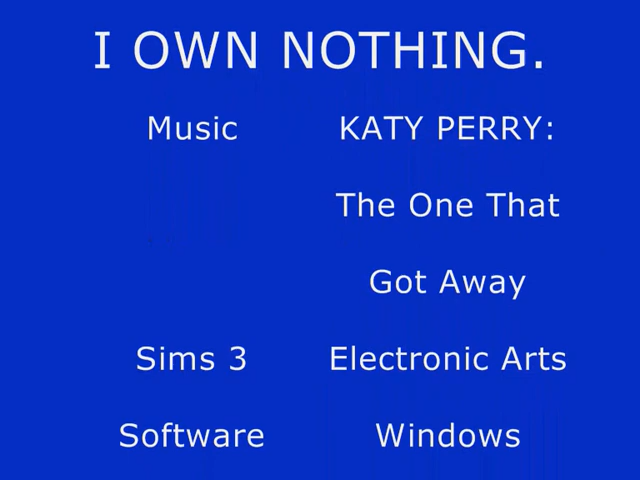 I OWN NOTHING.
Music KATY PERRY:
The One That
Got Away
Sims 3 Electronic Arts
Software Windows